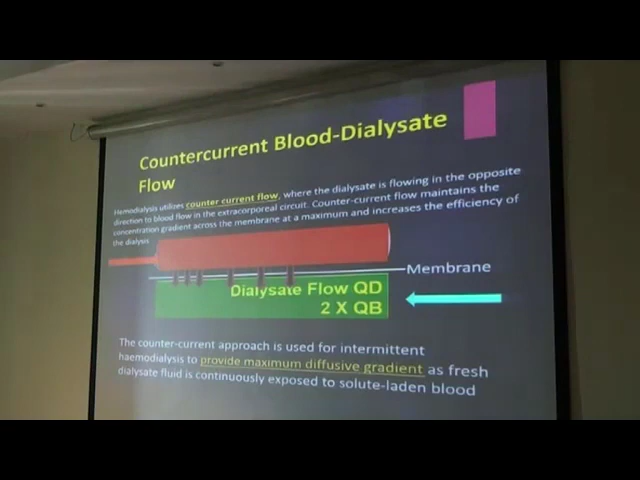 Countercurrent Blood-Dialysate
Flow
Hemodialysis utilizes counter current flow, where the dialysate is flowing in the opposite
direction to blood flow in the extracorporeal circuit. Counter-current flow maintains the
concentration gradient across the membrane at a maximum and increases the efficiency of
the dialysis
Membrane
Dialysate Flow QD
2 X QB
The counter-current approach is used for intermittent
haemodialysis to provide maximum diffusive gradient as fresh
dialysate fluid is continuously exposed to solute-laden blood